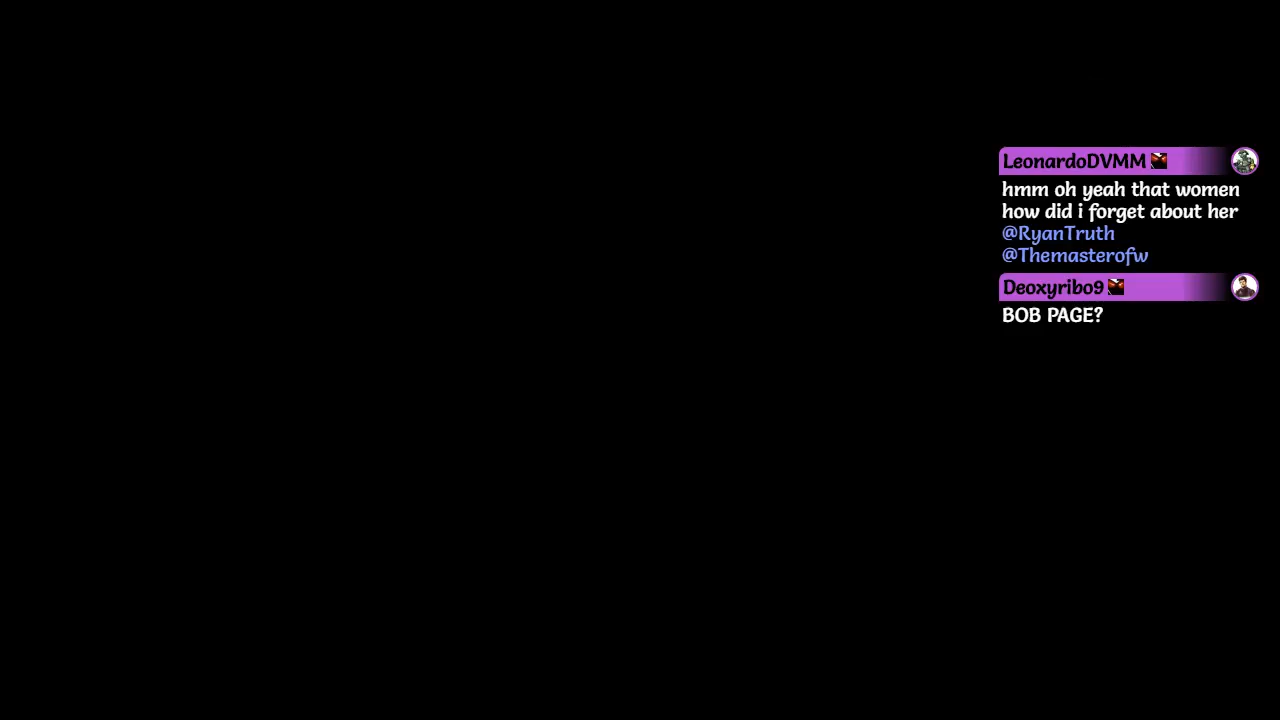 LeonardoDVMM
hmm oh yeah that women
how did i forget about her
@RyanTruth
@Themasterofw
Deoxyribo9
BOB PAGE?